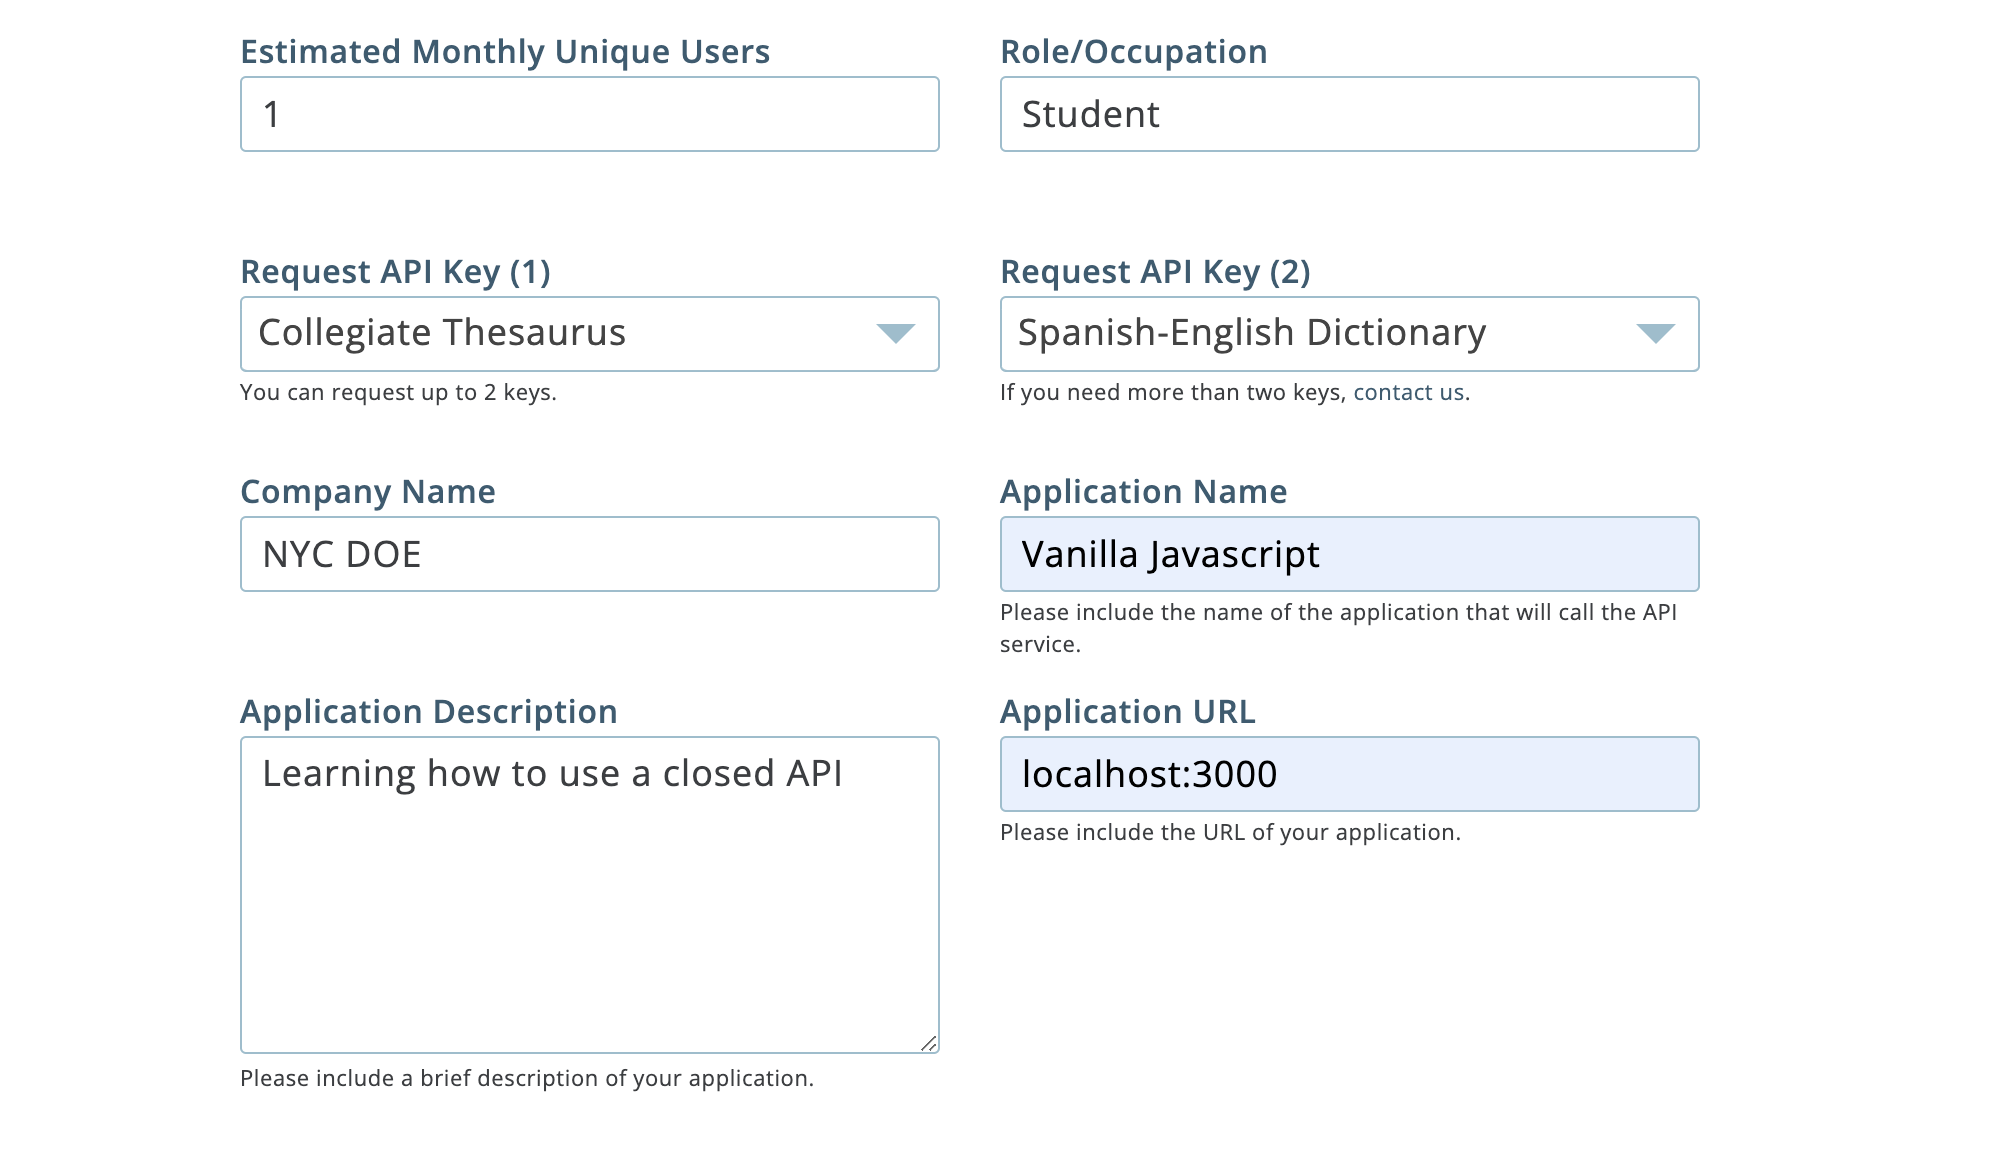 Estimated Monthly Unique Users
1
Role/Occupation
Student
Request API Key (1)
Collegiate Thesaurus
You can request up to 2 keys.
Request API Key (2)
Spanish-English Dictionary
If you need more than two keys, contact us.
Company Name
NYC DOE
Application Name
Vanilla Javascript
Please include the name of the application that will call the API
service.
Application Description
Learning how to use a closed API
Please include a brief description of your application.
Application URL
localhost:3000
Please include the URL of your application.